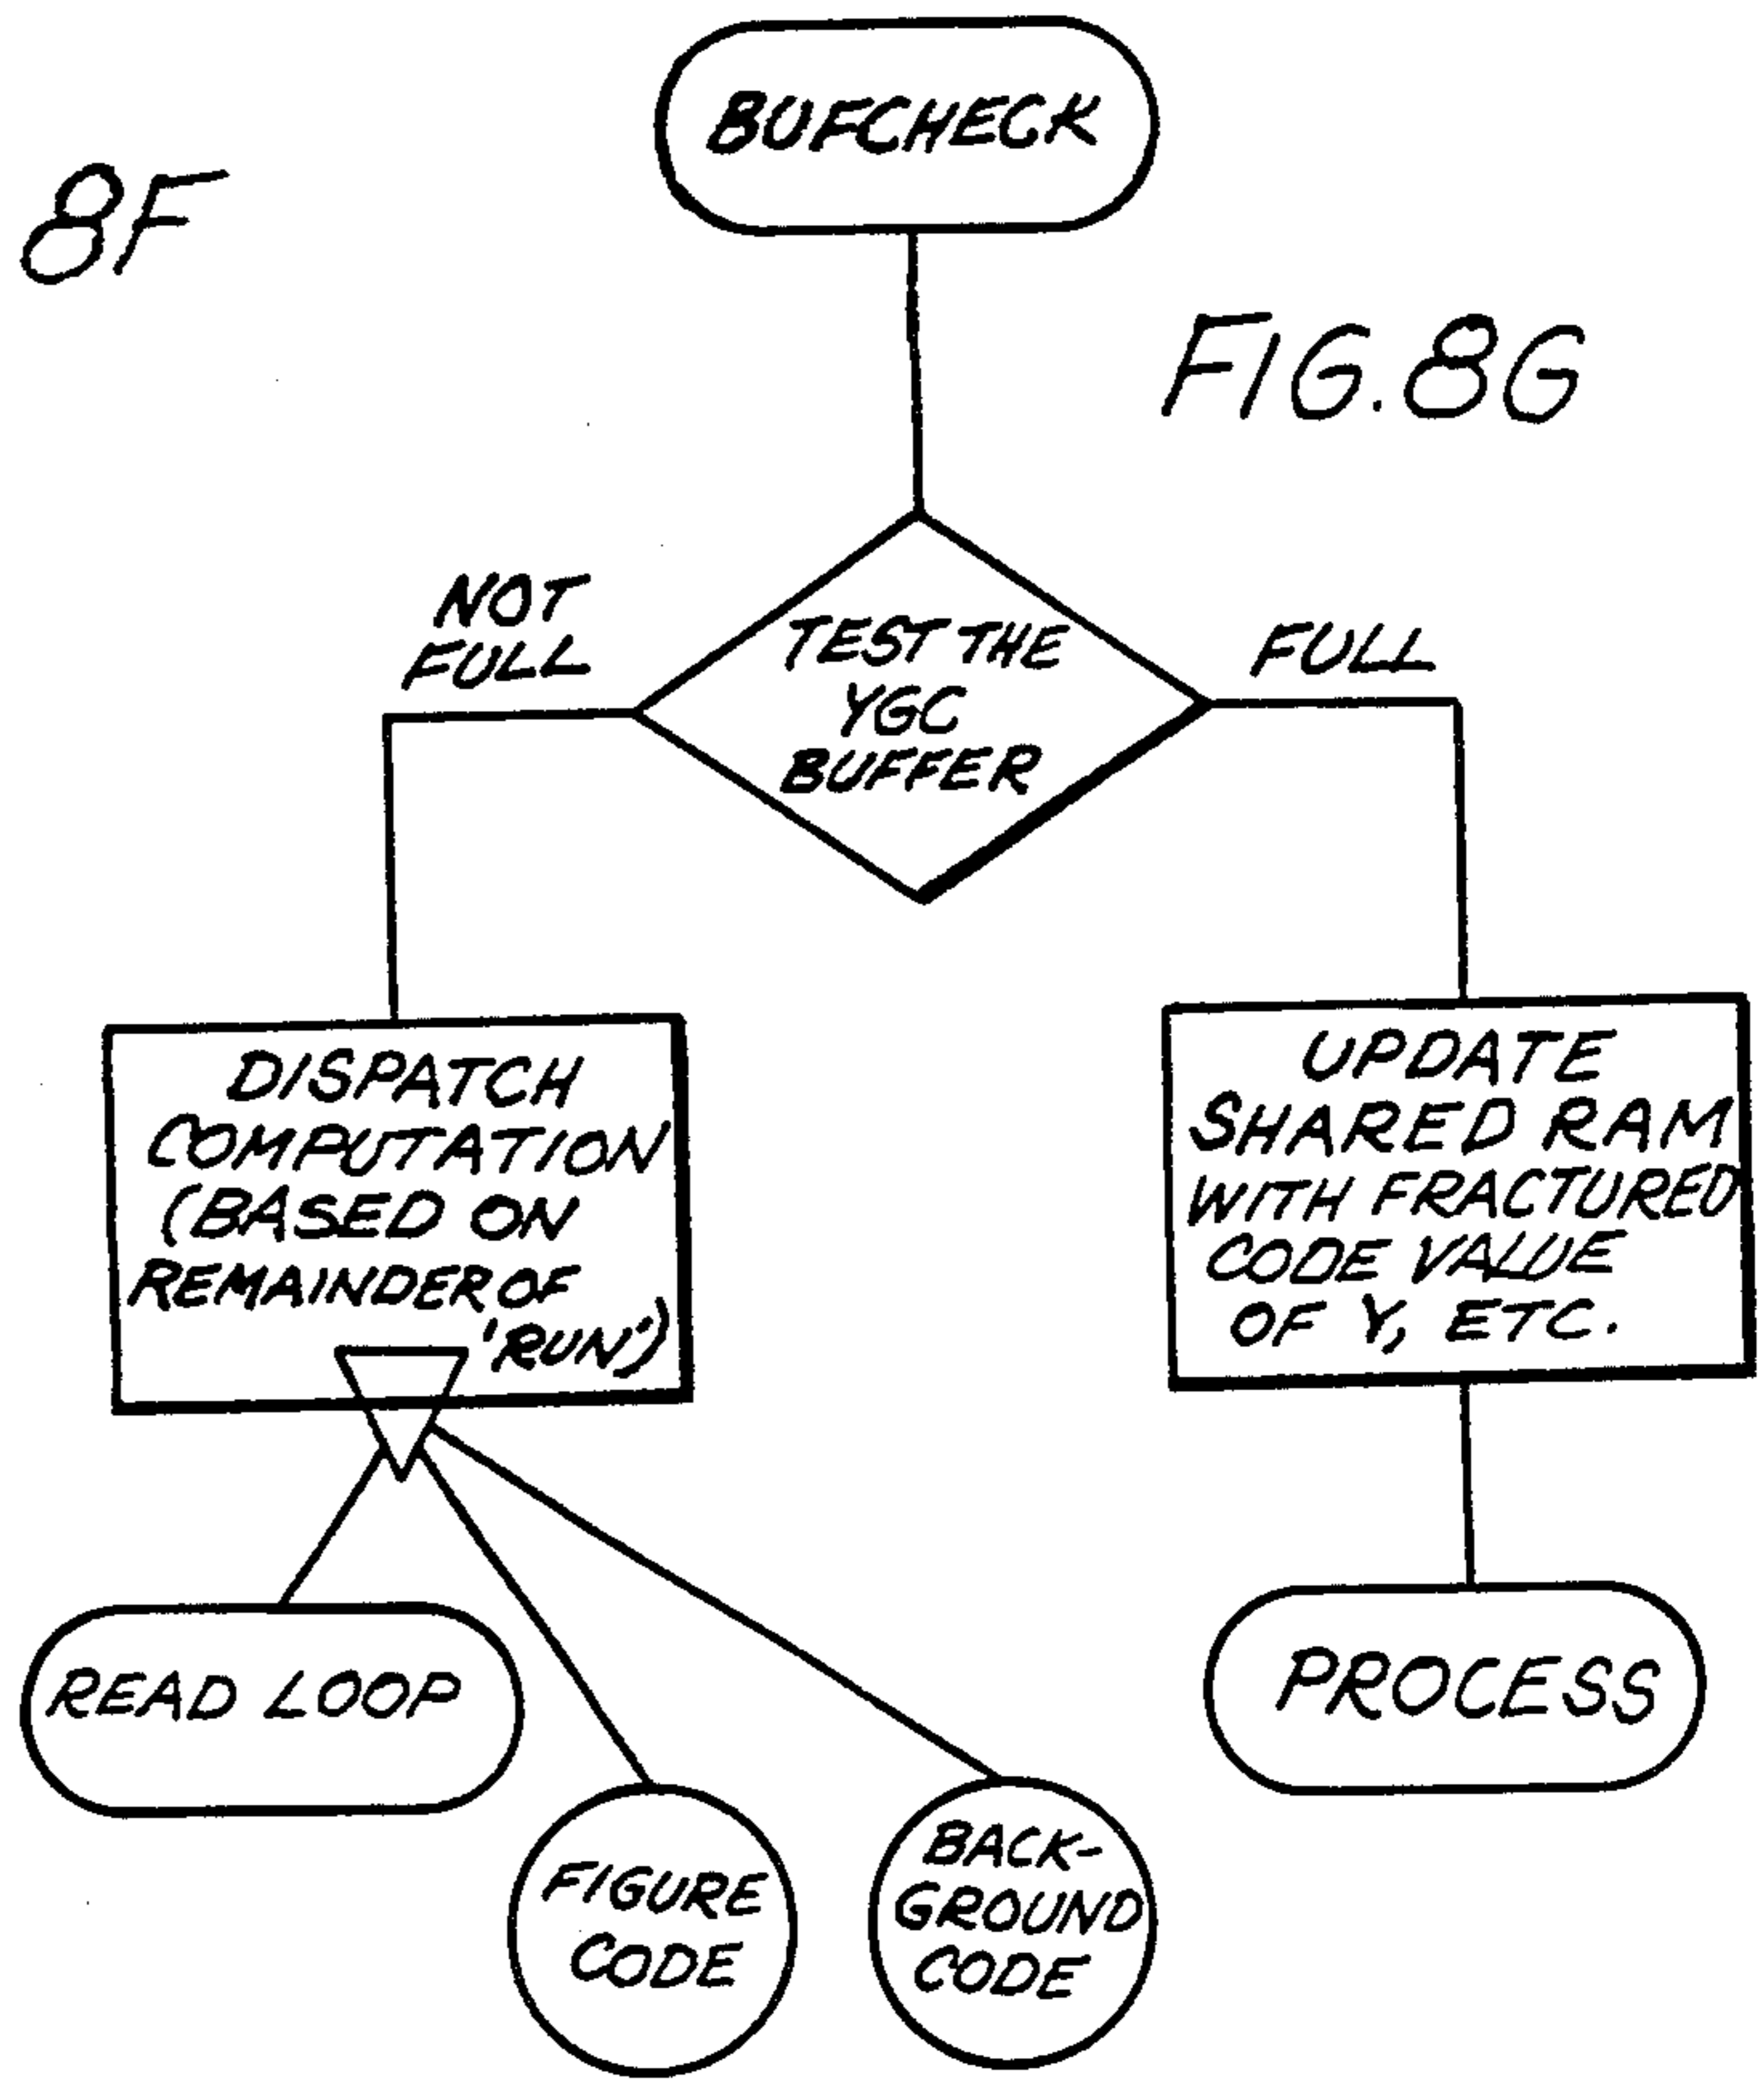 BUFCHECK
8F
FIG. 8G
NOT
FULL
TEST THE
YGC
BUFFER
FULL
DISPATCH
COMPUTATION
(BASED ON
REMAINDER OF
'RUN')
UPDATE
SHARED RAM
WITH FRACTURED
CODE VALUE
OF Y, ETC.
READ LOOP
PROCESS
FIGURE
CODE
BACK-
GROUND
CODE